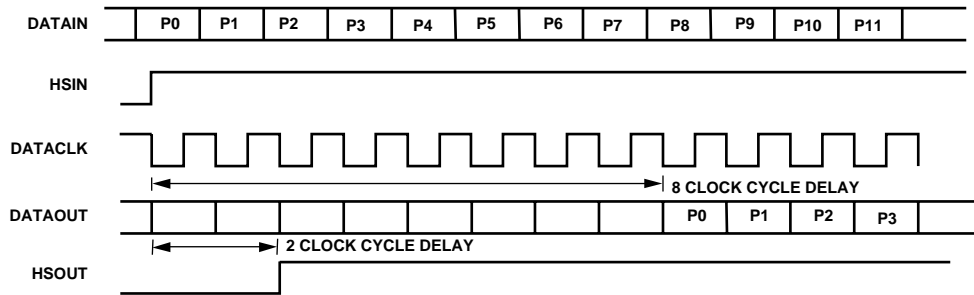 DATAIN P0 P1 P2 P3 P4 P5 P6 P7 P8 P9 P10 P11
HSIN
DATACLK
8 CLOCK CYCLE DELAY
DATAOUT P0 P1 P2 P3
2 CLOCK CYCLE DELAY
HSOUT